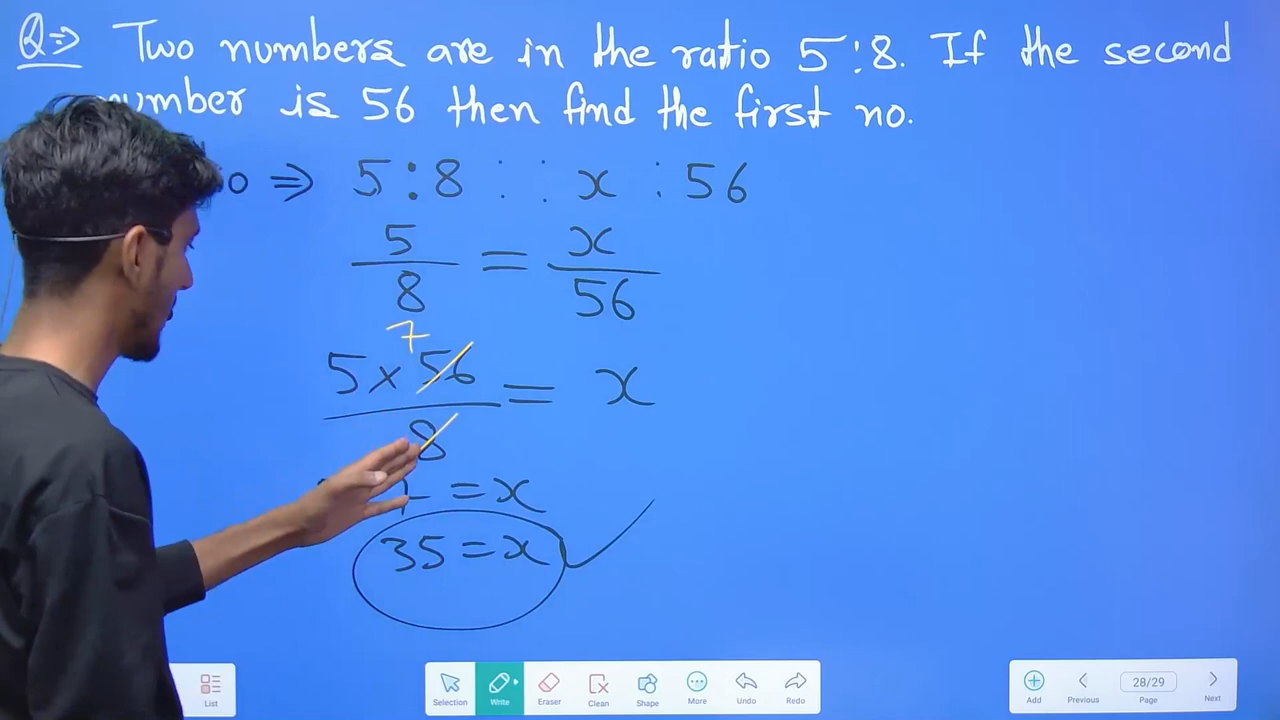 Q⇒ Two numbers are in the ratio 5:8. If the second
number is 56 then find the first no.
⇒ 5:8 :: x : 56
5/8 = x/56
7
5×56/8 = x
= x
35 = x ✓
List
Selection Write Eraser Clean Shape More Undo Redo
Add Previous 28/29 Page Next